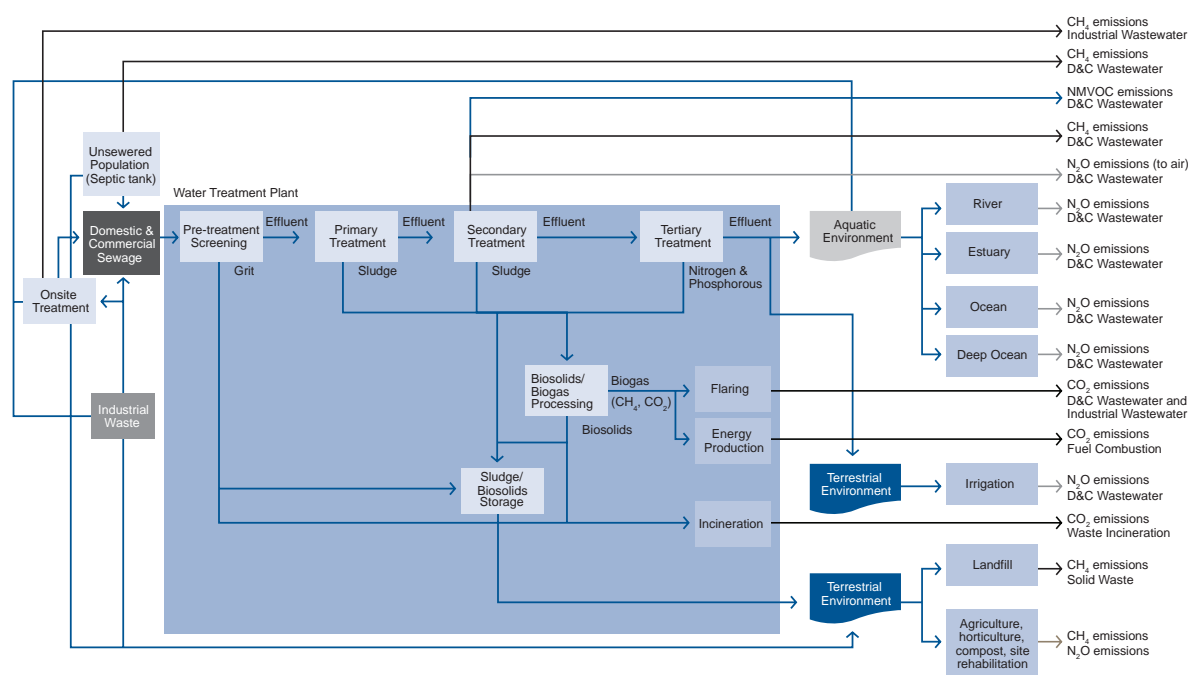 CH₄ emissions
Industrial Wastewater
CH₄ emissions
D&C Wastewater
NMVOC emissions
D&C Wastewater
CH₄ emissions
D&C Wastewater
N₂O emissions (to air)
D&C Wastewater
Unsewered
Population
(Septic tank)
Water Treatment Plant
Domestic &
Commercial
Sewage
Pre-treatment
Screening
Effluent
Primary
Treatment
Effluent
Secondary
Treatment
Effluent
Tertiary
Treatment
Effluent
Aquatic
Environment
River
N₂O emissions
D&C Wastewater
Estuary
N₂O emissions
D&C Wastewater
Grit
Sludge
Sludge
Nitrogen &
Phosphorous
Onsite
Treatment
Ocean
N₂O emissions
D&C Wastewater
Deep Ocean
N₂O emissions
D&C Wastewater
Industrial
Waste
Biosolids/
Biogas
Processing
Biogas
(CH₄, CO₂)
Biosolids
Flaring
CO₂ emissions
D&C Wastewater and
Industrial Wastewater
Energy
Production
CO₂ emissions
Fuel Combustion
Sludge/
Biosolids
Storage
Terrestrial
Environment
Irrigation
N₂O emissions
D&C Wastewater
Incineration
CO₂ emissions
Waste Incineration
Terrestrial
Environment
Landfill
CH₄ emissions
Solid Waste
Agriculture,
horticulture,
compost, site
rehabilitation
CH₄ emissions
N₂O emissions